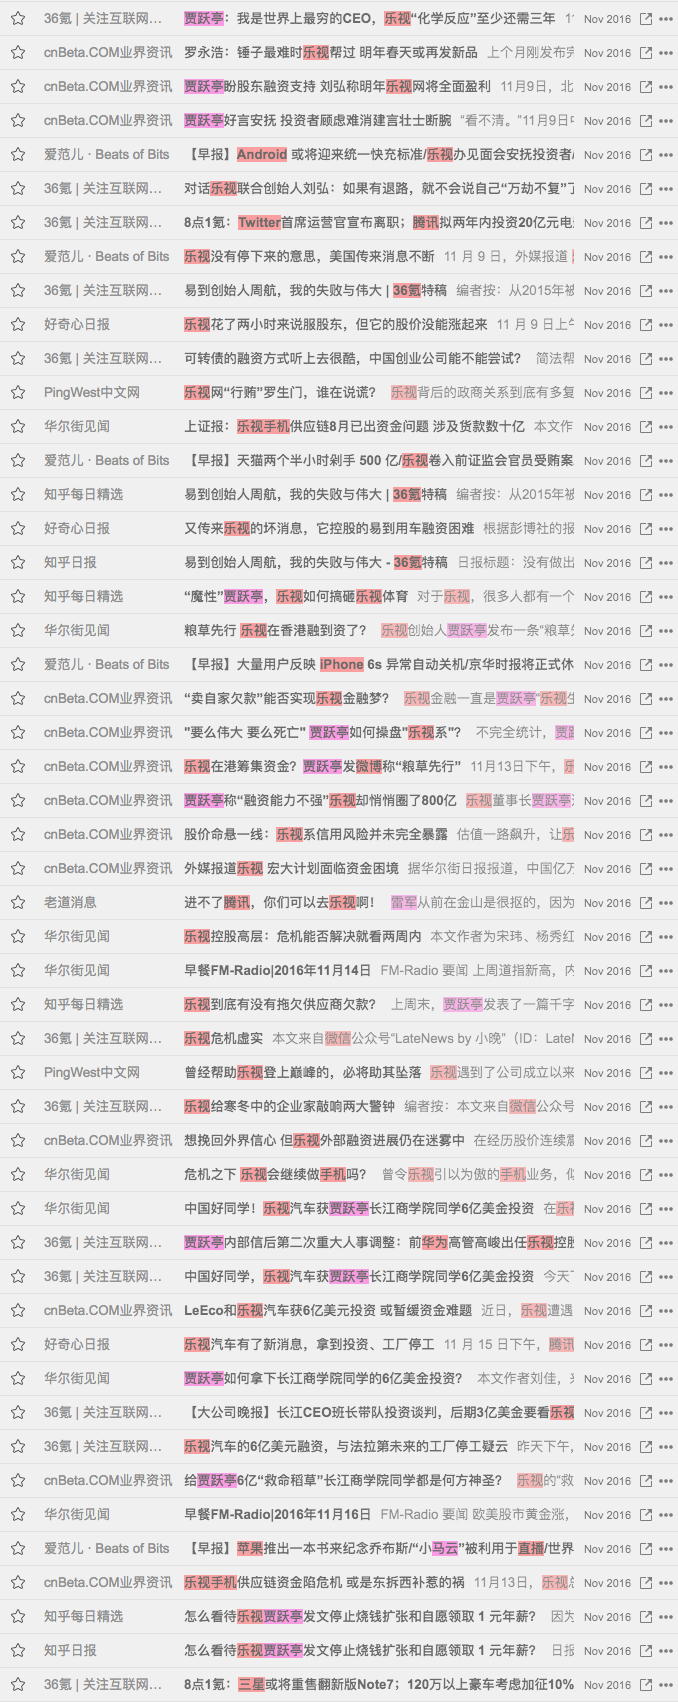 36氪 | 关注互联网… 贾跃亭：我是世界上最穷的CEO，乐视“化学反应”至少还需三年 Nov 2016
cnBeta.COM业界资讯 罗永浩：锤子最难时乐视帮过 明年春天或再发新品 上个月刚发布完 Nov 2016
cnBeta.COM业界资讯 贾跃亭盼股东融资支持 刘弘称明年乐视网将全面盈利 11月9日，北 Nov 2016
cnBeta.COM业界资讯 贾跃亭好言安抚 投资者顾虑难消建言壮士断腕 “看不清。”11月9日中 Nov 2016
爱范儿 · Beats of Bits 【早报】Android 或将迎来统一快充标准/乐视办见面会安抚投资者/ Nov 2016
36氪 | 关注互联网… 对话乐视联合创始人刘弘：如果有退路，就不会说自己“万劫不复”了 Nov 2016
36氪 | 关注互联网… 8点1氪：Twitter首席运营官宣布离职；腾讯拟两年内投资20亿元电 Nov 2016
爱范儿 · Beats of Bits 乐视没有停下来的意思，美国传来消息不断 11 月 9 日，外媒报道 Nov 2016
36氪 | 关注互联网… 易到创始人周航，我的失败与伟大 | 36氪特稿 编者按：从2015年被 Nov 2016
好奇心日报 乐视花了两小时来说服股东，但它的股价没能涨起来 11 月 9 日上午 Nov 2016
36氪 | 关注互联网… 可转债的融资方式听上去很酷，中国创业公司能不能尝试？ 简法帮 Nov 2016
PingWest中文网 乐视网“行贿”罗生门，谁在说谎？ 乐视背后的政商关系到底有多复 Nov 2016
华尔街见闻 上证报：乐视手机供应链8月已出资金问题 涉及货款数十亿 本文作 Nov 2016
爱范儿 · Beats of Bits 【早报】天猫两个半小时剁手 500 亿/乐视卷入前证监会官员受贿案 Nov 2016
知乎每日精选 易到创始人周航，我的失败与伟大 | 36氪特稿 编者按：从2015年被 Nov 2016
好奇心日报 又传来乐视的坏消息，它控股的易到用车融资困难 根据彭博社的报 Nov 2016
知乎日报 易到创始人周航，我的失败与伟大 - 36氪特稿 日报标题：没有做出 Nov 2016
知乎每日精选 “魔性”贾跃亭，乐视如何搞砸乐视体育 对于乐视，很多人都有一个 Nov 2016
华尔街见闻 粮草先行 乐视在香港融到资了？ 乐视创始人贾跃亭发布一条“粮草先 Nov 2016
爱范儿 · Beats of Bits 【早报】大量用户反映 iPhone 6s 异常自动关机/京华时报将正式休 Nov 2016
cnBeta.COM业界资讯 “卖自家欠款”能否实现乐视金融梦？ 乐视金融一直是贾跃亭“乐视生 Nov 2016
cnBeta.COM业界资讯 "要么伟大 要么死亡" 贾跃亭如何操盘"乐视系"？ 不完全统计，贾跃 Nov 2016
cnBeta.COM业界资讯 乐视在港筹集资金？贾跃亭发微博称“粮草先行” 11月13日下午，乐 Nov 2016
cnBeta.COM业界资讯 贾跃亭称“融资能力不强”乐视却悄悄圈了800亿 乐视董事长贾跃亭 Nov 2016
cnBeta.COM业界资讯 股价命悬一线：乐视系信用风险并未完全暴露 估值一路飙升，让乐 Nov 2016
cnBeta.COM业界资讯 外媒报道乐视 宏大计划面临资金困境 据华尔街日报报道，中国亿万 Nov 2016
老道消息 进不了腾讯，你们可以去乐视啊！ 雷军从前在金山是很抠的，因为 Nov 2016
华尔街见闻 乐视控股高层：危机能否解决就看两周内 本文作者为宋玮、杨秀红 Nov 2016
华尔街见闻 早餐FM-Radio|2016年11月14日 FM-Radio 要闻 上周道指新高，内 Nov 2016
知乎每日精选 乐视到底有没有拖欠供应商欠款？ 上周末，贾跃亭发表了一篇千字 Nov 2016
36氪 | 关注互联网… 乐视危机虚实 本文来自微信公众号“LateNews by 小晚”（ID：LateN Nov 2016
PingWest中文网 曾经帮助乐视登上巅峰的，必将助其坠落 乐视遇到了公司成立以来 Nov 2016
36氪 | 关注互联网… 乐视给寒冬中的企业家敲响两大警钟 编者按：本文来自微信公众号 Nov 2016
cnBeta.COM业界资讯 想挽回外界信心 但乐视外部融资进展仍在迷雾中 在经历股价连续震 Nov 2016
华尔街见闻 危机之下 乐视会继续做手机吗？ 曾令乐视引以为傲的手机业务，似 Nov 2016
华尔街见闻 中国好同学！乐视汽车获贾跃亭长江商学院同学6亿美金投资 在乐视 Nov 2016
36氪 | 关注互联网… 贾跃亭内部信后第二次重大人事调整：前华为高管高峻出任乐视控股 Nov 2016
36氪 | 关注互联网… 中国好同学，乐视汽车获贾跃亭长江商学院同学6亿美金投资 今天下 Nov 2016
cnBeta.COM业界资讯 LeEco和乐视汽车获6亿美元投资 或暂缓资金难题 近日，乐视遭遇 Nov 2016
好奇心日报 乐视汽车有了新消息，拿到投资、工厂停工 11 月 15 日下午，腾讯 Nov 2016
华尔街见闻 贾跃亭如何拿下长江商学院同学的6亿美金投资？ 本文作者刘佳， Nov 2016
36氪 | 关注互联网… 【大公司晚报】长江CEO班长带队投资谈判，后期3亿美金要看乐视 Nov 2016
36氪 | 关注互联网… 乐视汽车的6亿美元融资，与法拉第未来的工厂停工疑云 昨天下午， Nov 2016
cnBeta.COM业界资讯 给贾跃亭6亿“救命稻草”长江商学院同学都是何方神圣？ 乐视的“救 Nov 2016
华尔街见闻 早餐FM-Radio|2016年11月16日 FM-Radio 要闻 欧美股市黄金涨， Nov 2016
爱范儿 · Beats of Bits 【早报】苹果推出一本书来纪念乔布斯/“小马云”被利用于直播/世界 Nov 2016
cnBeta.COM业界资讯 乐视手机供应链资金陷危机 或是东拆西补惹的祸 11月13日，乐视总 Nov 2016
知乎每日精选 怎么看待乐视贾跃亭发文停止烧钱扩张和自愿领取 1 元年薪？ 因为 Nov 2016
知乎日报 怎么看待乐视贾跃亭发文停止烧钱扩张和自愿领取 1 元年薪？ 日报 Nov 2016
36氪 | 关注互联网… 8点1氪：三星或将重售翻新版Note7；120万以上豪车考虑加征10% Nov 2016